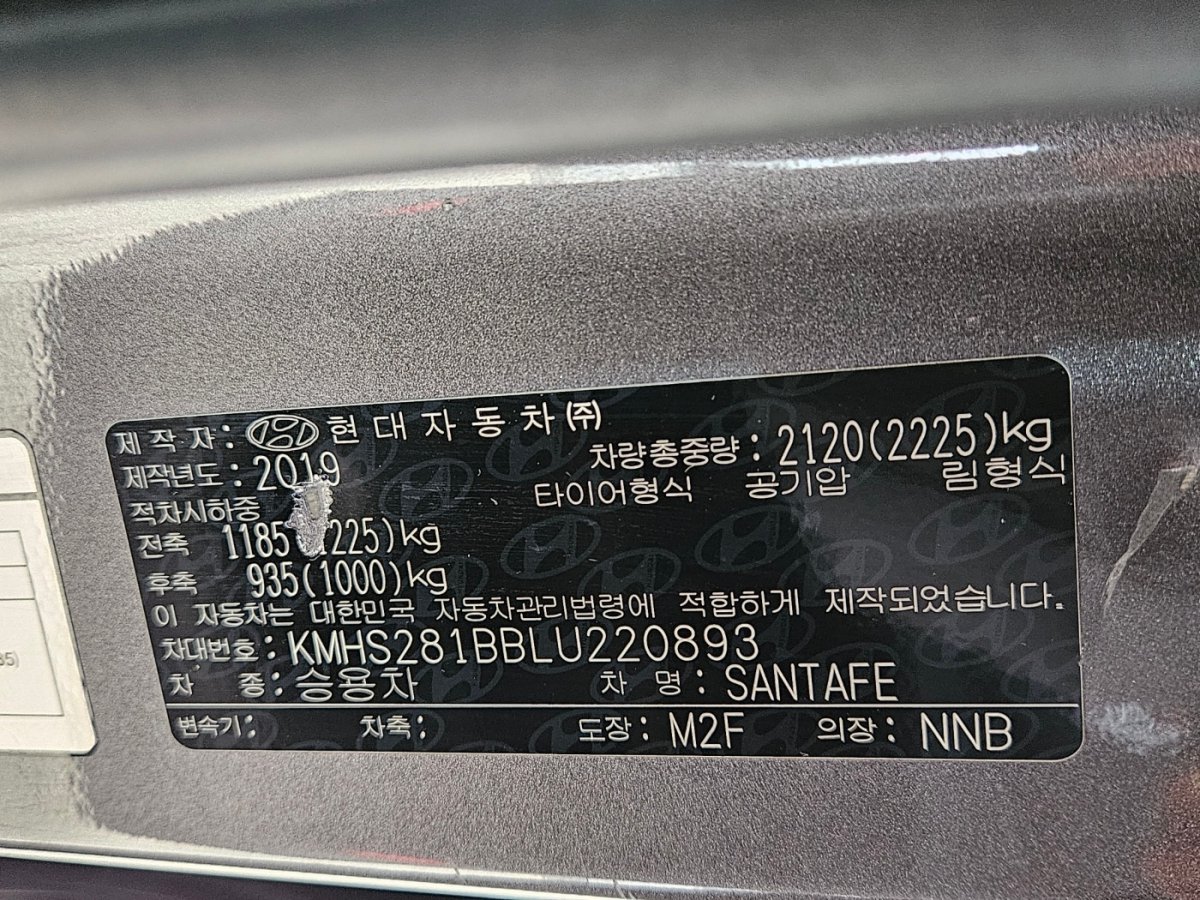 제 작 자 : 현 대 자 동 차 ㈜
제작년도 : 2019 차량총중량 : 2120(2225)kg
적차시하중 타이어형식 공기압 림형식
전축 1185 225)kg
후축 935(1000)kg
이 자동차는 대한민국 자동차관리법령에 적합하게 제작되었습니다.
차대번호 : KMHS281BBLU220893
차 종 : 승용차 차 명 : SANTAFE
변속기 : 차축 : 도장 : M2F 의장 : NNB